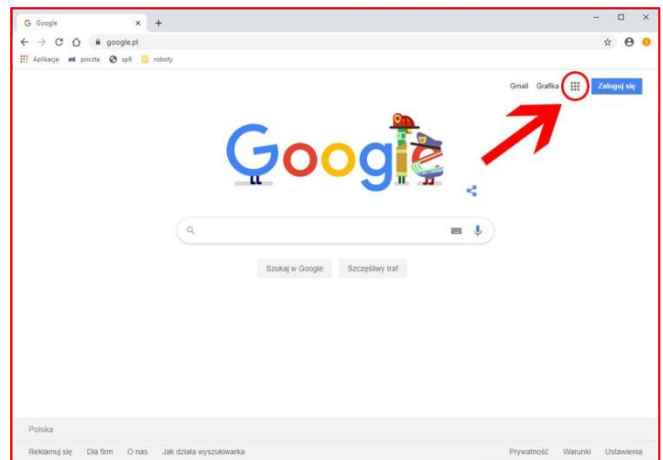 Google
google.pl
Aplikacje poczta sp6 roboty
Gmail Grafika Zaloguj się
Google
Szukaj w Google Szczęśliwy traf
Polska
Reklamuj się Dla firm O nas Jak działa wyszukiwarka Prywatność Warunki Ustawienia